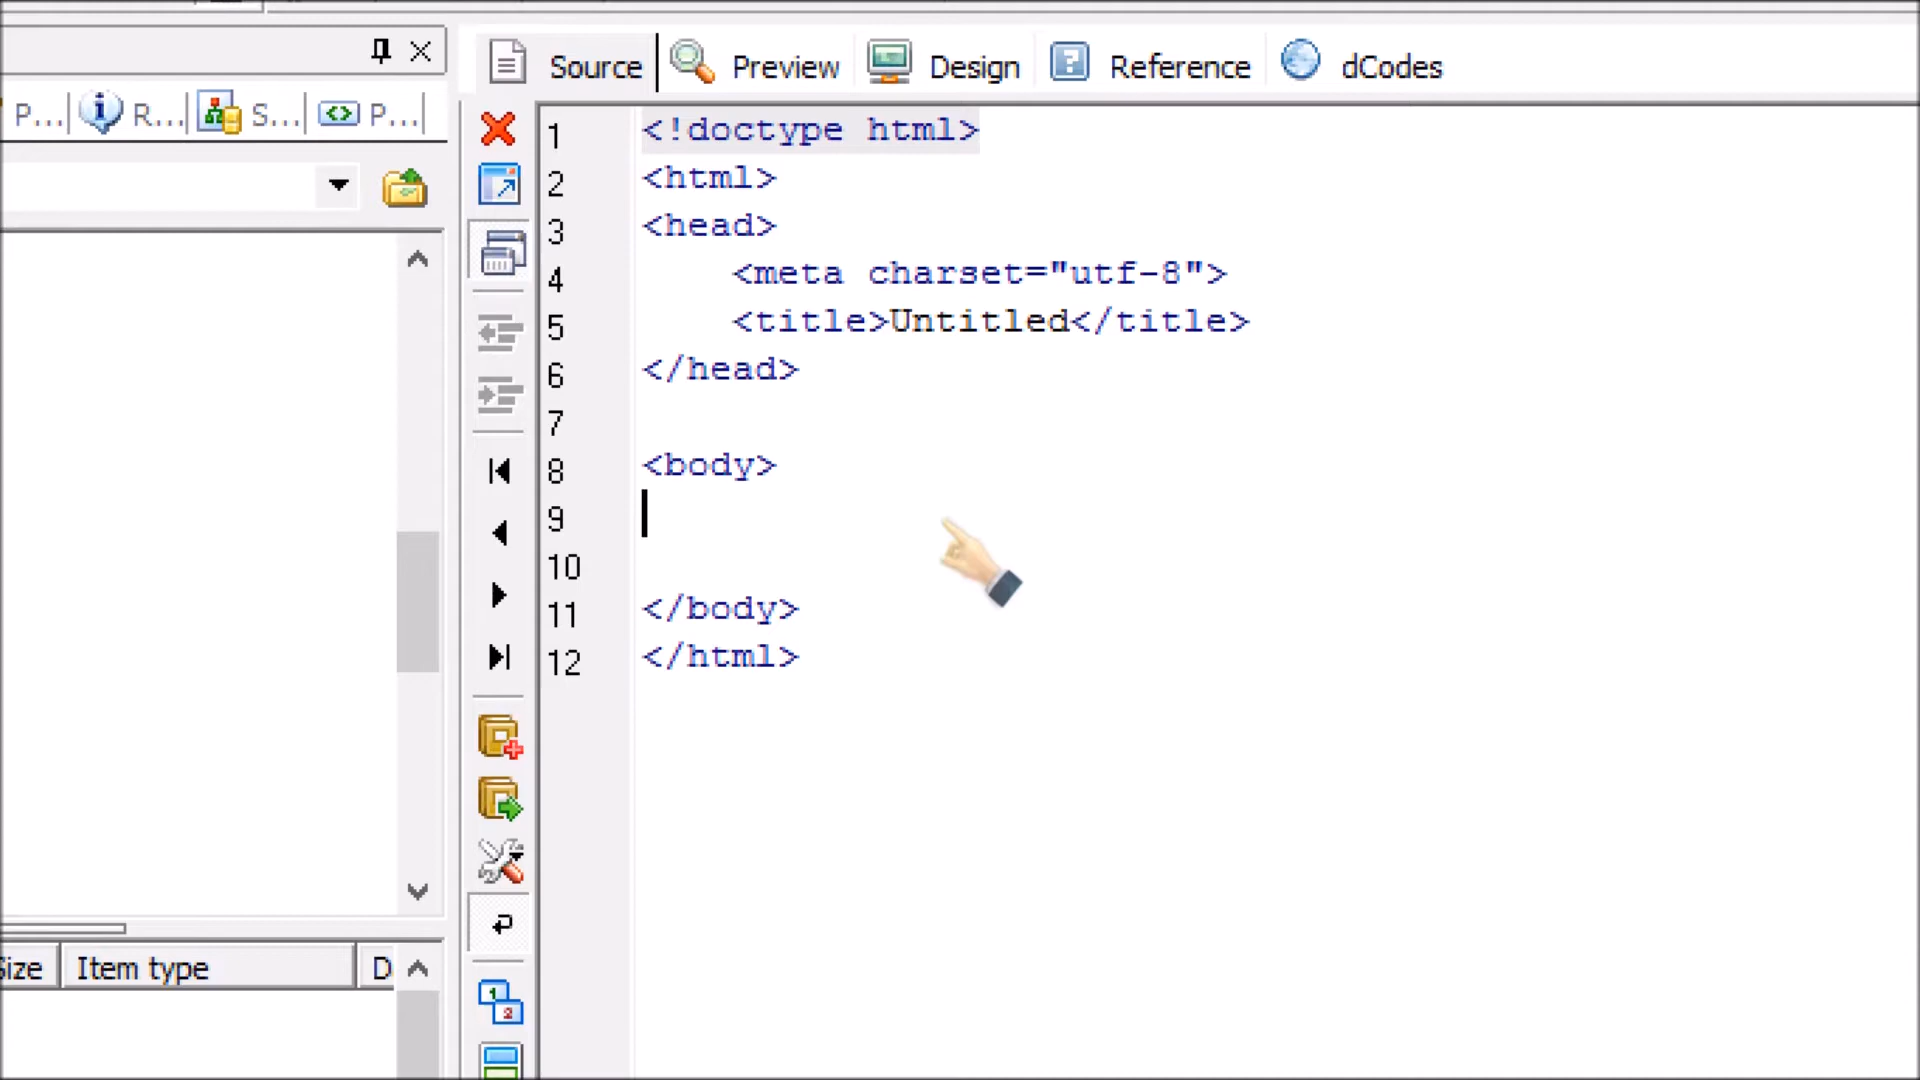 Source Preview Design Reference dCodes
P... R... S... P...
1 <!doctype html>
2 <html>
3 <head>
4 <meta charset="utf-8">
5 <title>Untitled</title>
6 </head>
7
8 <body>
9
10
11 </body>
12 </html>
Size Item type D